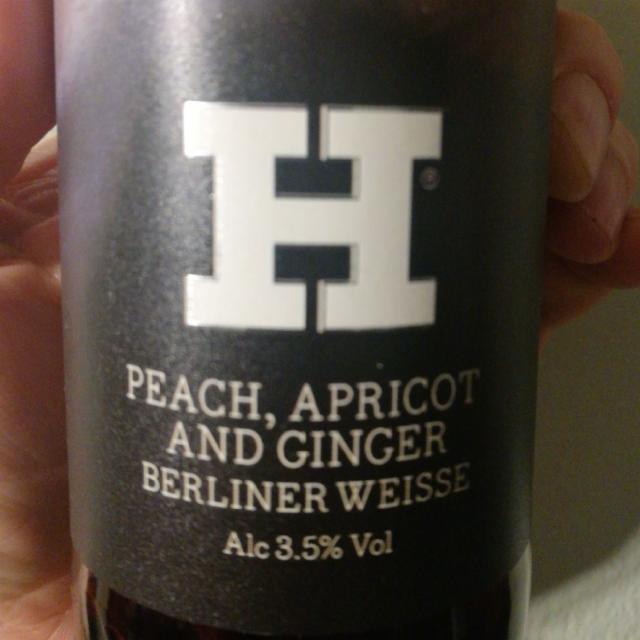 H®
PEACH, APRICOT
AND GINGER
BERLINER WEISSE
Alc 3.5% Vol